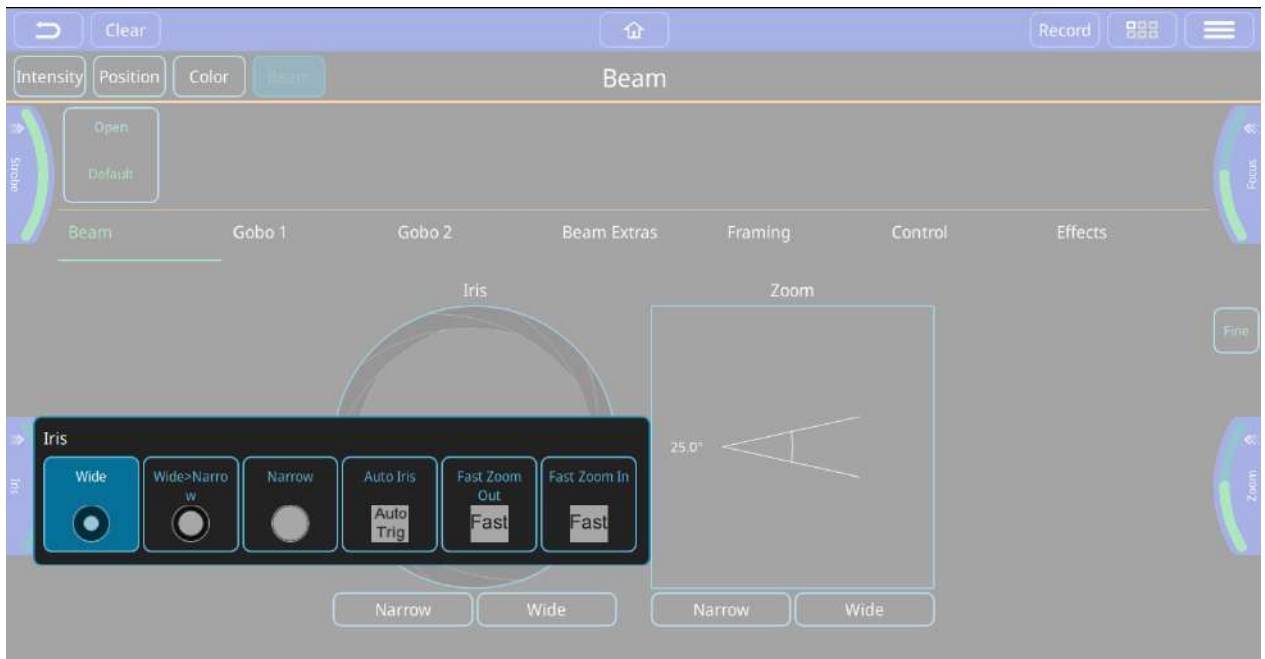 Clear
Record
Intensity
Position
Color
Beam
Beam
Open
Default
Strobe
Focus
Beam
Gobo 1
Gobo 2
Beam Extras
Framing
Control
Effects
Iris
Zoom
Fine
25.0°
Iris
Iris
Wide
Wide>Narro
w
Narrow
Auto Iris
Auto
Trig
Fast Zoom
Out
Fast
Fast Zoom In
Fast
Zoom
Narrow
Wide
Narrow
Wide